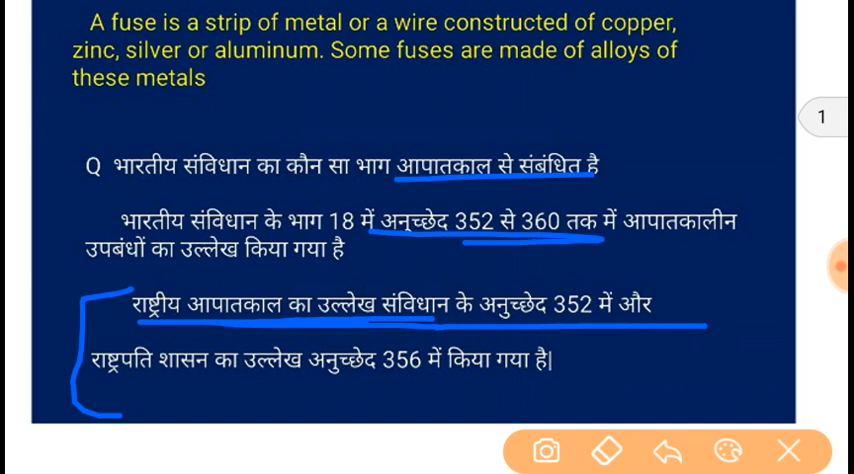 A fuse is a strip of metal or a wire constructed of copper,
zinc, silver or aluminum. Some fuses are made of alloys of
these metals
Q भारतीय संविधान का कौन सा भाग आपातकाल से संबंधित है
भारतीय संविधान के भाग 18 में अनुच्छेद 352 से 360 तक में आपातकालीन
उपबंधों का उल्लेख किया गया है
राष्ट्रीय आपातकाल का उल्लेख संविधान के अनुच्छेद 352 में और
राष्ट्रपति शासन का उल्लेख अनुच्छेद 356 में किया गया है|
1